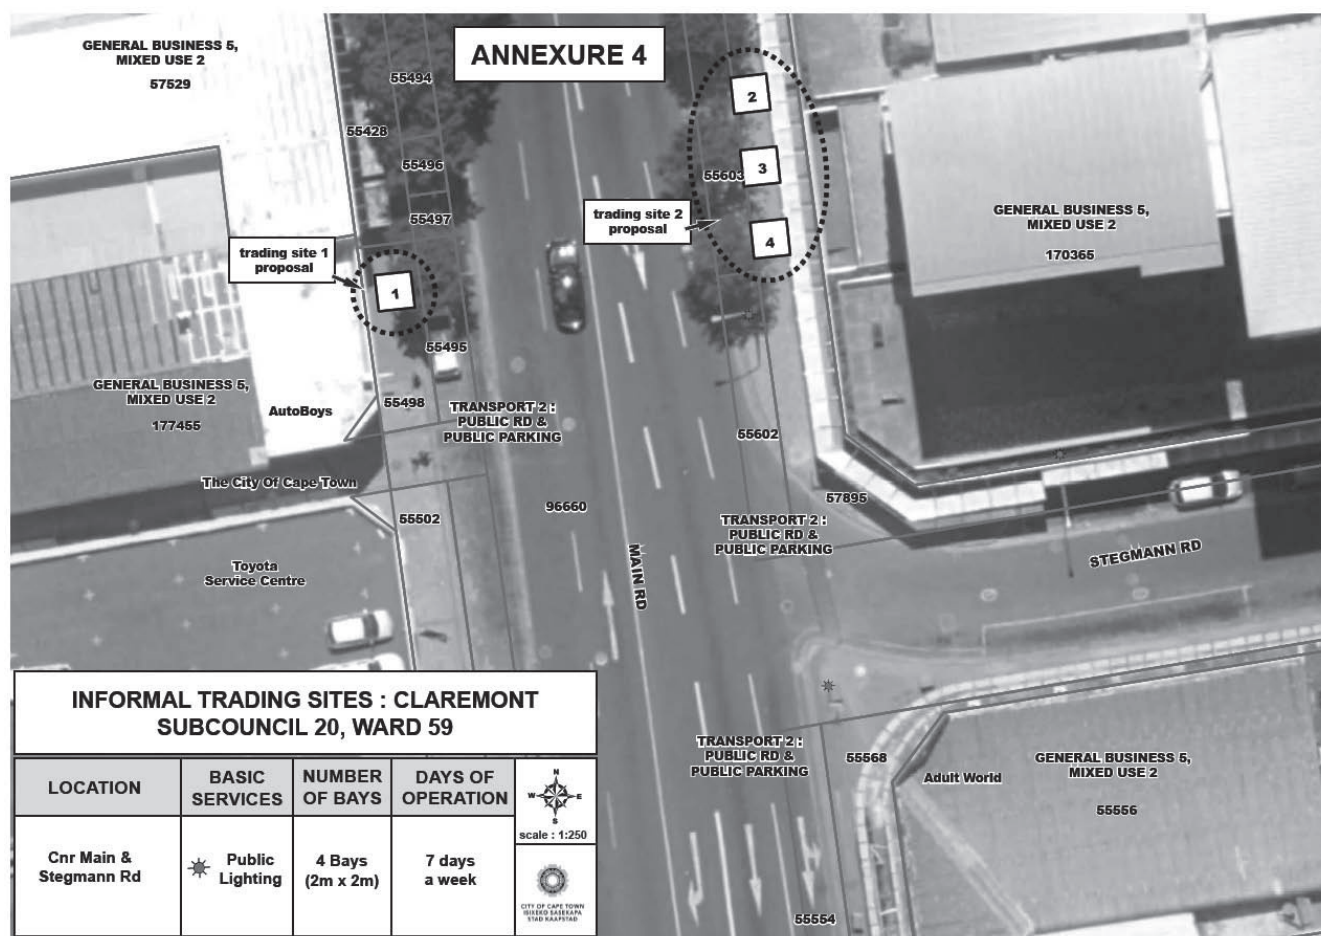 ANNEXURE 4
GENERAL BUSINESS 5,
MIXED USE 2
57529
55494
55428
55496
55497
2
3
4
55603
trading site 2
proposal
GENERAL BUSINESS 5,
MIXED USE 2
170365
trading site 1
proposal
1
55495
GENERAL BUSINESS 5,
MIXED USE 2
177455
AutoBoys
55498
TRANSPORT 2 :
PUBLIC RD &
PUBLIC PARKING
55602
The City Of Cape Town
55502
96660
57895
TRANSPORT 2 :
PUBLIC RD &
PUBLIC PARKING
STEGMANN RD
MAIN RD
Toyota
Service Centre
TRANSPORT 2 :
PUBLIC RD &
PUBLIC PARKING
55568
Adult World
GENERAL BUSINESS 5,
MIXED USE 2
55556
55554
INFORMAL TRADING SITES : CLAREMONT
SUBCOUNCIL 20, WARD 59
LOCATION
BASIC
SERVICES
NUMBER
OF BAYS
DAYS OF
OPERATION
N
W E
S
scale : 1:250
Cnr Main &
Stegmann Rd
Public
Lighting
4 Bays
(2m x 2m)
7 days
a week
CITY OF CAPE TOWN
ISIXEKO SASEKAPA
STAD KAAPSTAD